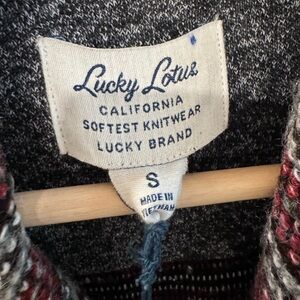 Lucky Lotus
CALIFORNIA
SOFTEST KNITWEAR
LUCKY BRAND
S
MADE IN
VIETNAM